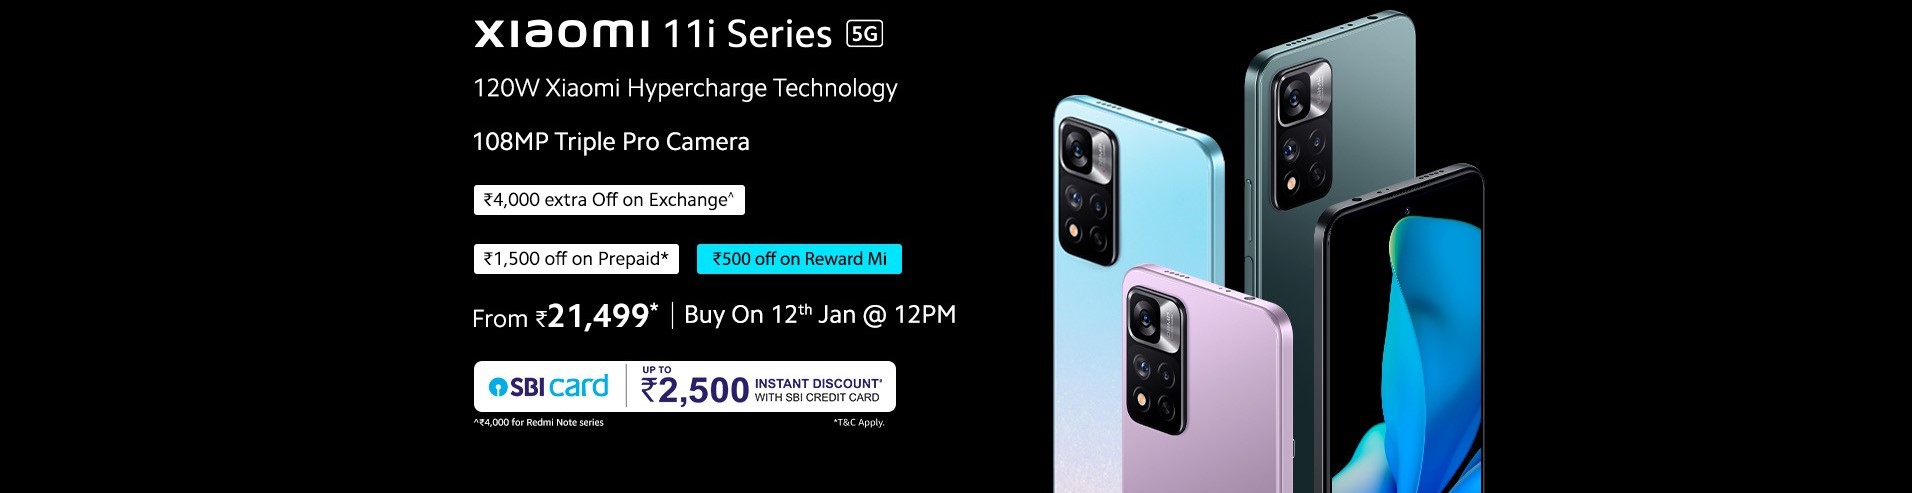 xiaomi 11i Series 5G
120W Xiaomi Hypercharge Technology
108MP Triple Pro Camera
₹4,000 extra Off on Exchange^
₹1,500 off on Prepaid* ₹500 off on Reward Mi
From ₹21,499* | Buy On 12th Jan @ 12PM
SBI card
UP TO
₹2,500
INSTANT DISCOUNT*
WITH SBI CREDIT CARD
^₹4,000 for Redmi Note series
*T&C Apply.